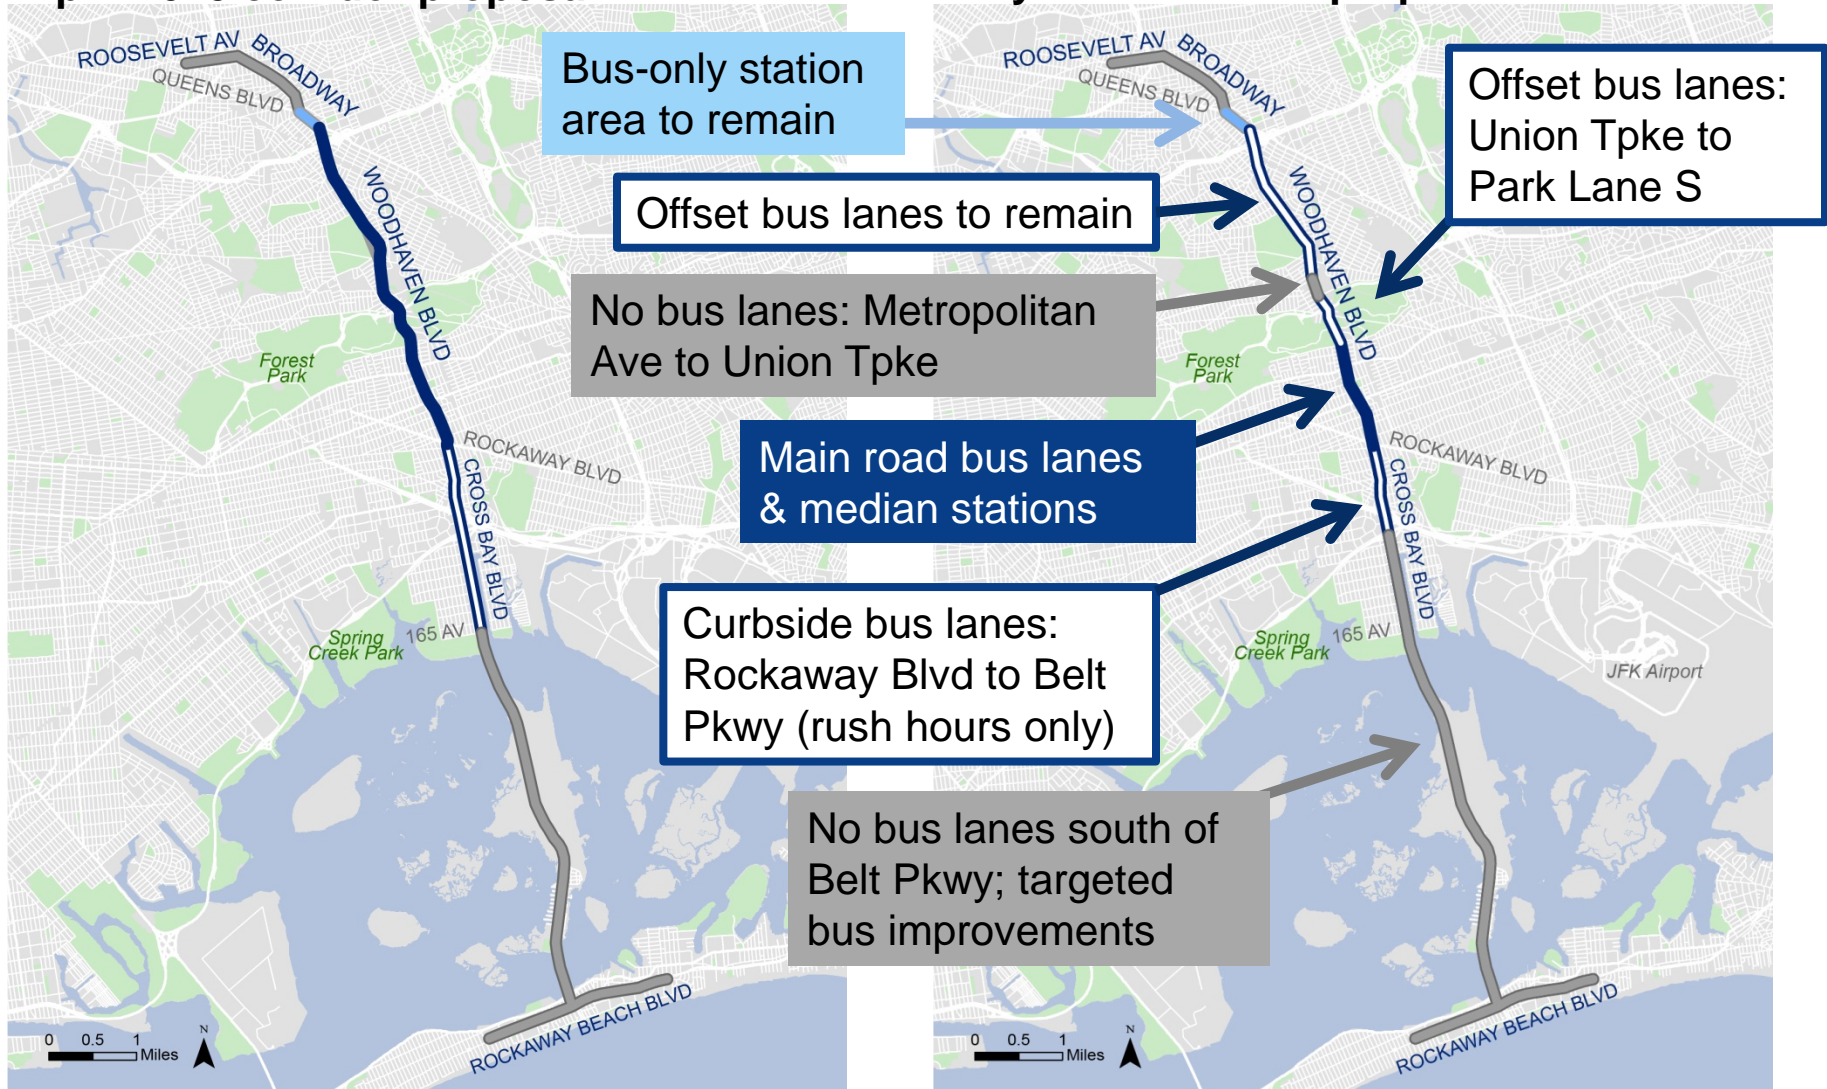 ROOSEVELT AV
BROADWAY
QUEENS BLVD
WOODHAVEN BLVD
Forest
Park
ROCKAWAY BLVD
CROSS BAY BLVD
Spring
Creek Park
165 AV
ROCKAWAY BEACH BLVD
0 0.5 1
Miles
N
Bus-only station
area to remain
Offset bus lanes to remain
No bus lanes: Metropolitan
Ave to Union Tpke
Main road bus lanes
& median stations
Curbside bus lanes:
Rockaway Blvd to Belt
Pkwy (rush hours only)
No bus lanes south of
Belt Pkwy; targeted
bus improvements
Offset bus lanes:
Union Tpke to
Park Lane S
ROOSEVELT AV
BROADWAY
QUEENS BLVD
WOODHAVEN BLVD
Forest
Park
ROCKAWAY BLVD
CROSS BAY BLVD
Spring
Creek Park
165 AV
JFK Airport
ROCKAWAY BEACH BLVD
0 0.5 1
Miles
N